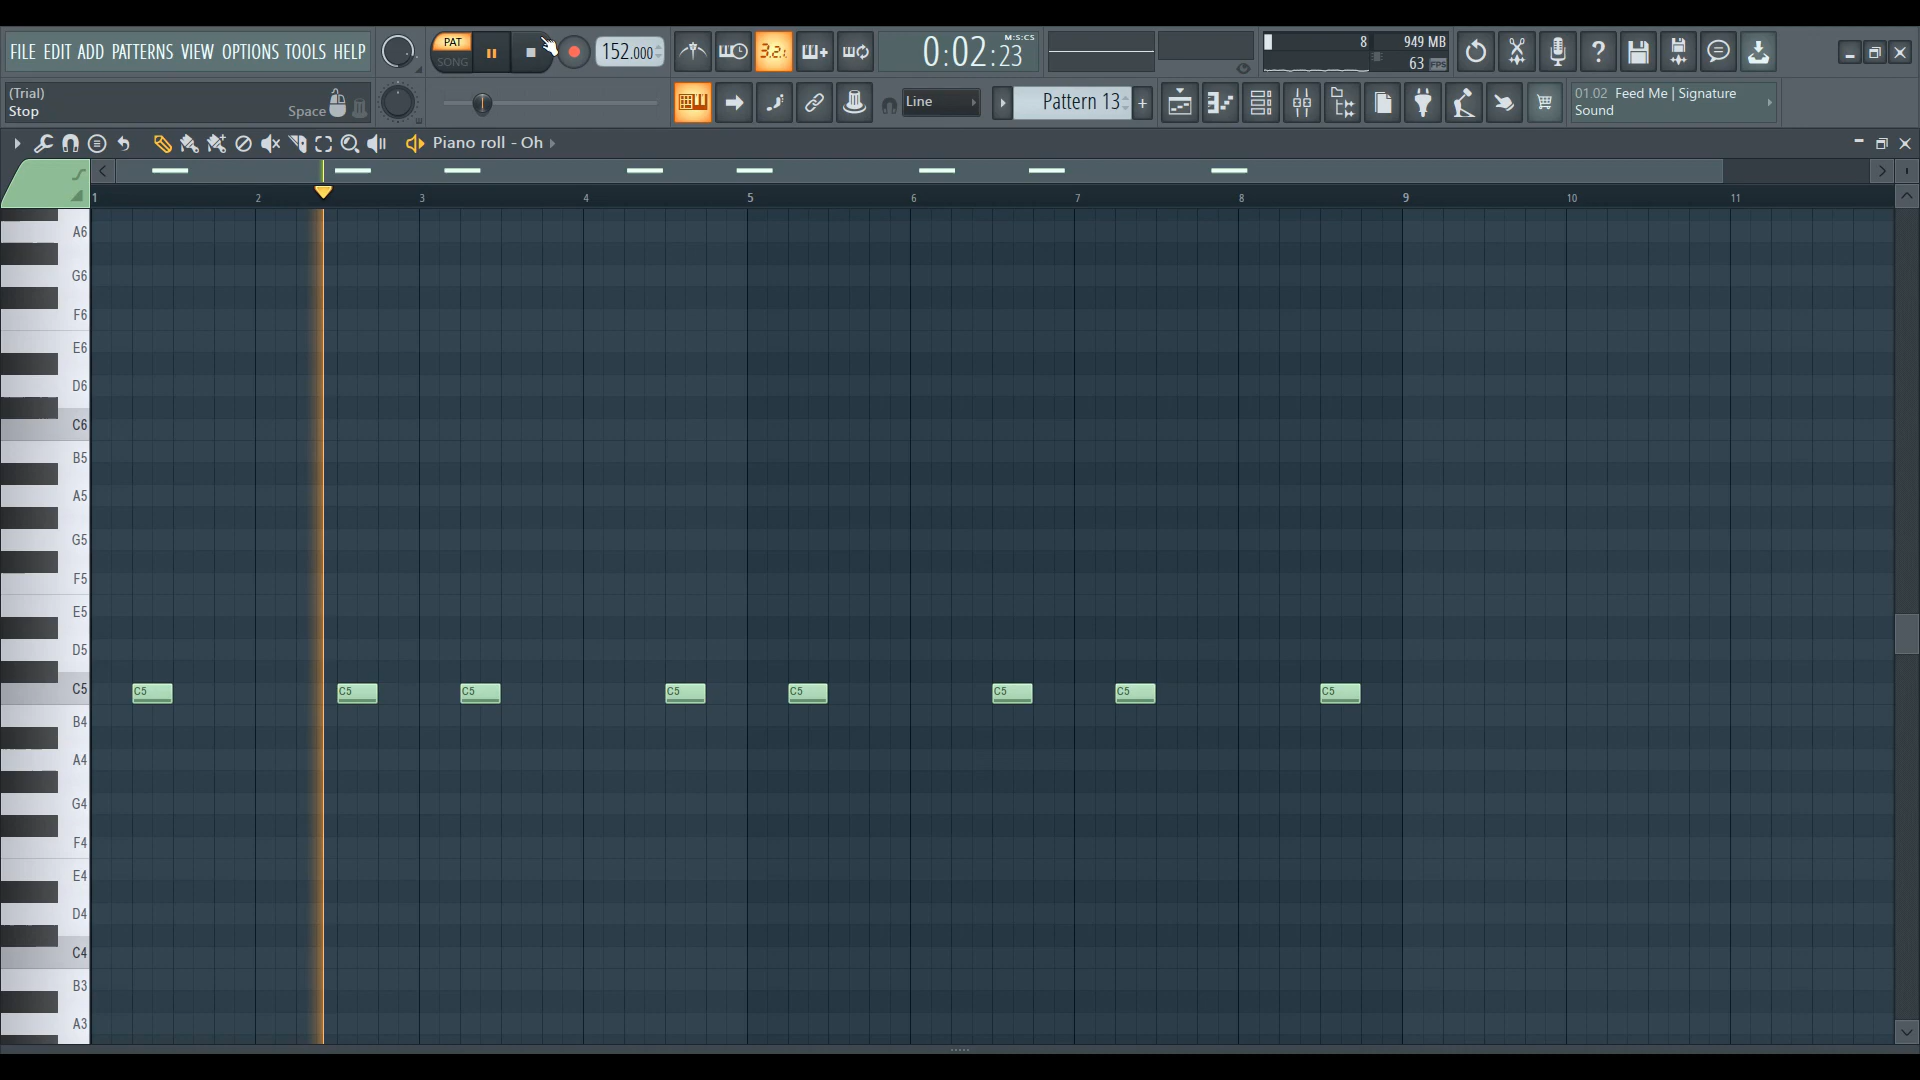 FILE EDIT ADD PATTERNS VIEW OPTIONS TOOLS HELP
PAT
SONG
152.000
3.2.
0:02:23
M:S:CS
8
949 MB
63
FPS
(Trial)
Stop
Space
Line
Pattern 13
01.02 Feed Me | Signature
Sound
Piano roll - Oh
1 2 3 4 5 6 7 8 9 10 11
A6
G6
F6
E6
D6
C6
B5
A5
G5
F5
E5
D5
C5
C5 C5 C5 C5 C5 C5 C5 C5
B4
A4
G4
F4
E4
D4
C4
B3
A3